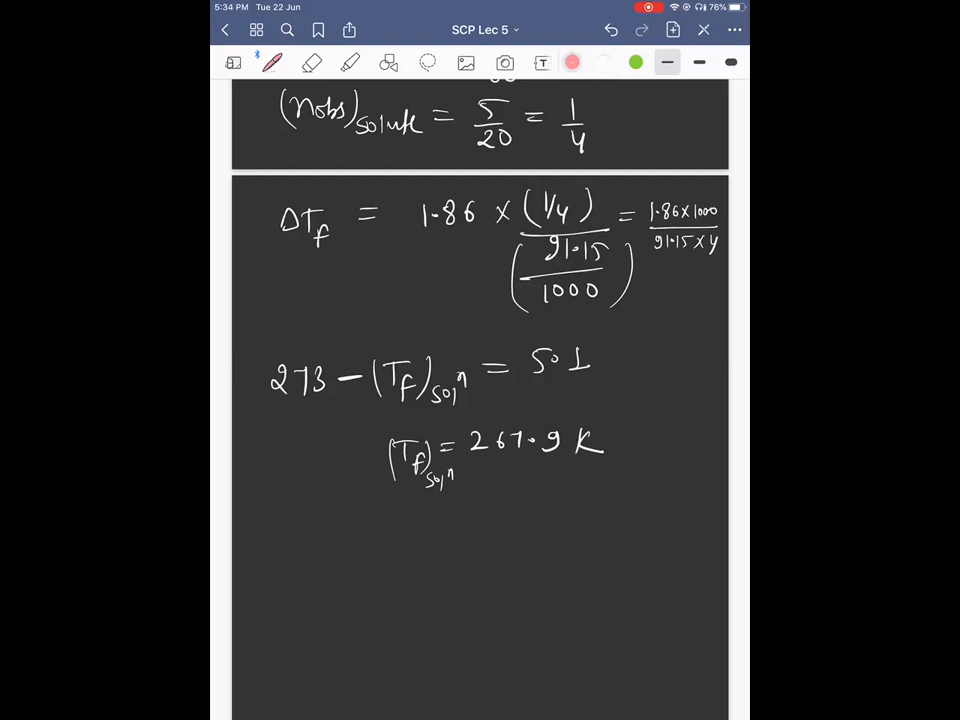 5:34 PM Tue 22 Jun 76%
SCP Lec 5
(nobs)solute = 5/20 = 1/4
ΔTf = 1.86 × (1/4)/(91.15/1000) = 1.86×1000/91.15×4
273 – (Tf)solⁿ = 5.1
(Tf)solⁿ = 267.9 K